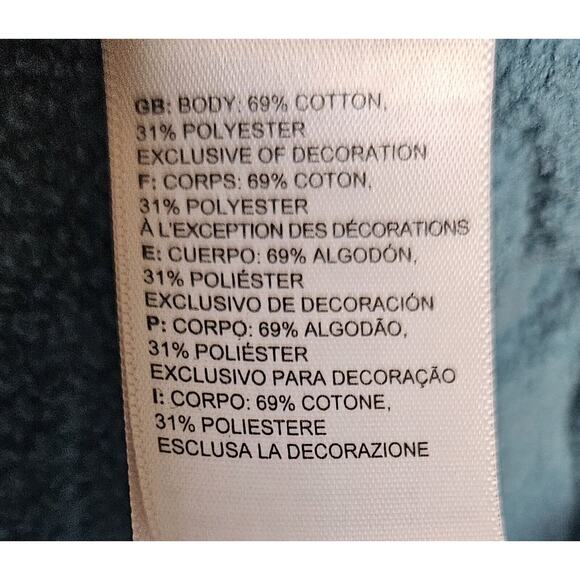 GB: BODY: 69% COTTON,
31% POLYESTER
EXCLUSIVE OF DECORATION
F: CORPS: 69% COTON,
31% POLYESTER
À L'EXCEPTION DES DÉCORATIONS
E: CUERPO: 69% ALGODÓN,
31% POLIÉSTER
EXCLUSIVO DE DECORACIÓN
P: CORPO: 69% ALGODÃO,
31% POLIÉSTER
EXCLUSIVO PARA DECORAÇÃO
I: CORPO: 69% COTONE,
31% POLIESTERE
ESCLUSA LA DECORAZIONE